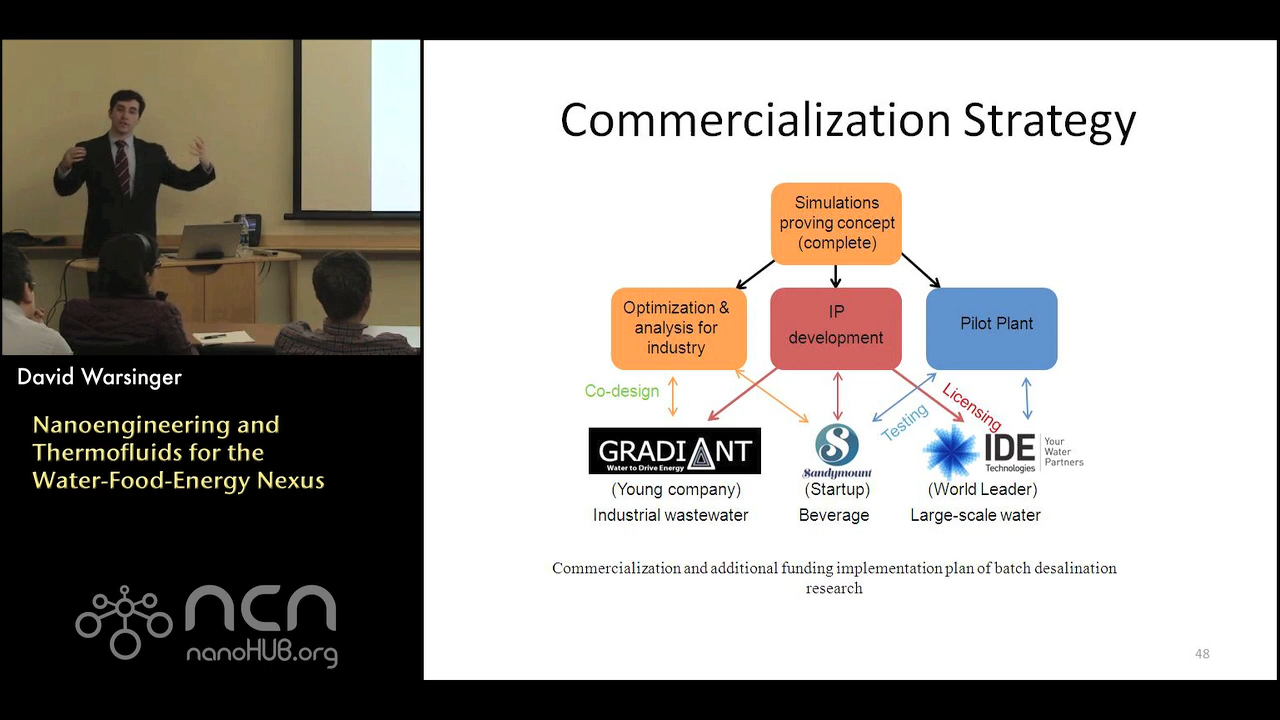 Commercialization Strategy
Simulations
proving concept
(complete)
Optimization &
analysis for
industry
IP
development
Pilot Plant
Co-design
Testing
Licensing
GRADIANT
Water to Drive Energy
Sandymount
IDE
Technologies
Your
Water
Partners
(Young company)
(Startup)
(World Leader)
Industrial wastewater
Beverage
Large-scale water
Commercialization and additional funding implementation plan of batch desalination
research
48
David Warsinger
Nanoengineering and
Thermofluids for the
Water-Food-Energy Nexus
ncn
nanoHUB.org